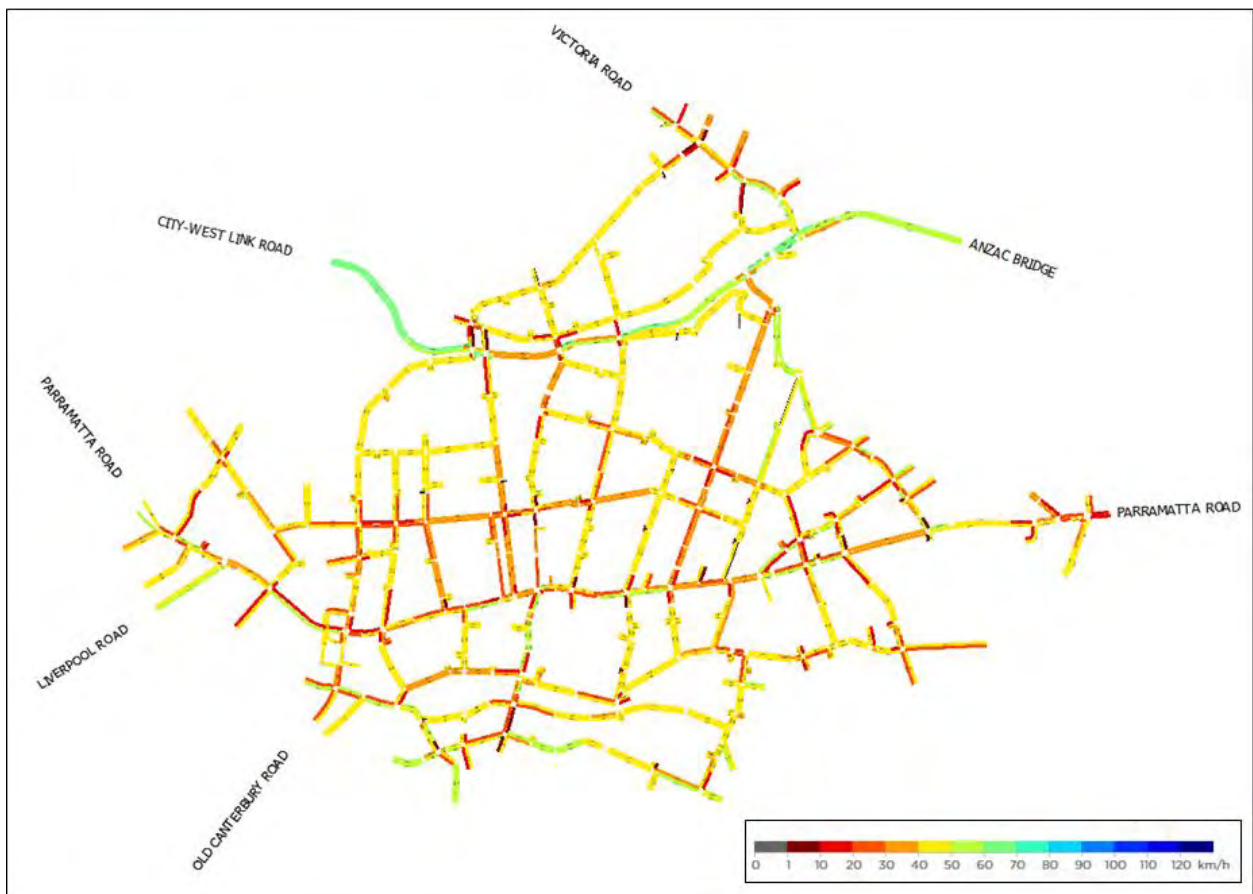 VICTORIA ROAD
CITY-WEST LINK ROAD
ANZAC BRIDGE
PARRAMATTA ROAD
PARRAMATTA ROAD
LIVERPOOL ROAD
OLD CANTERBURY ROAD
0 1 10 20 30 40 50 60 70 80 90 100 110 120 km/h